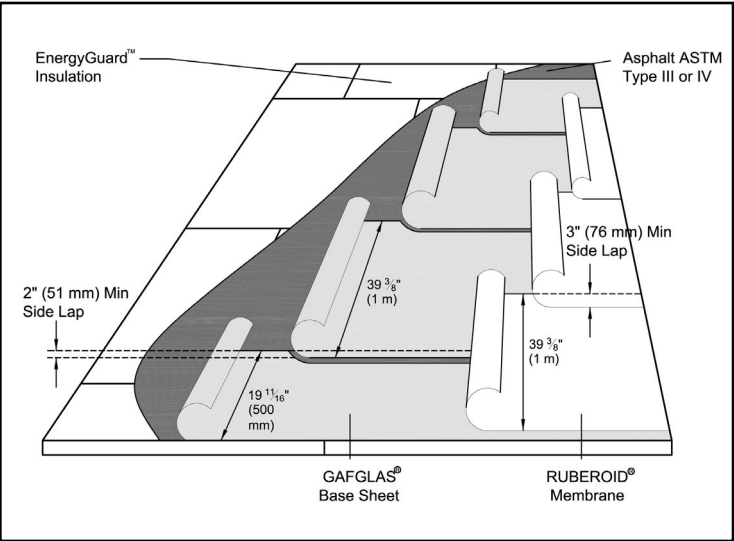 EnergyGuard™
Insulation
Asphalt ASTM
Type III or IV
3" (76 mm) Min
Side Lap
2" (51 mm) Min
Side Lap
39 3/8"
(1 m)
39 3/8"
(1 m)
19 11/16"
(500
mm)
GAFGLAS®
Base Sheet
RUBEROID®
Membrane